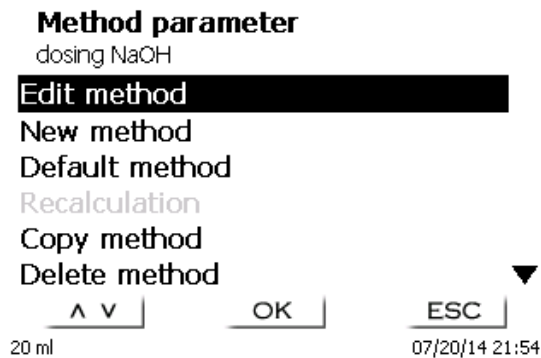 Method parameter
dosing NaOH
Edit method
New method
Default method
Recalculation
Copy method
Delete method
∧ ∨ OK ESC
20 ml 07/20/14 21:54